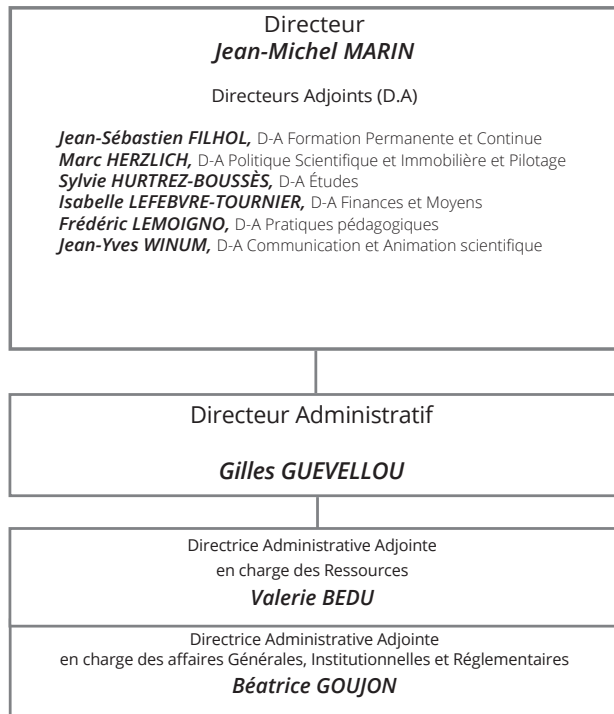 Directeur
Jean-Michel MARIN
Directeurs Adjoints (D.A)
Jean-Sébastien FILHOL, D-A Formation Permanente et Continue
Marc HERZLICH, D-A Politique Scientifique et Immobilière et Pilotage
Sylvie HURTREZ-BOUSSÈS, D-A Études
Isabelle LEFEBVRE-TOURNIER, D-A Finances et Moyens
Frédéric LEMOIGNO, D-A Pratiques pédagogiques
Jean-Yves WINUM, D-A Communication et Animation scientifique
Directeur Administratif
Gilles GUEVELLOU
Directrice Administrative Adjointe
en charge des Ressources
Valerie BEDU
Directrice Administrative Adjointe
en charge des affaires Générales, Institutionnelles et Réglementaires
Béatrice GOUJON